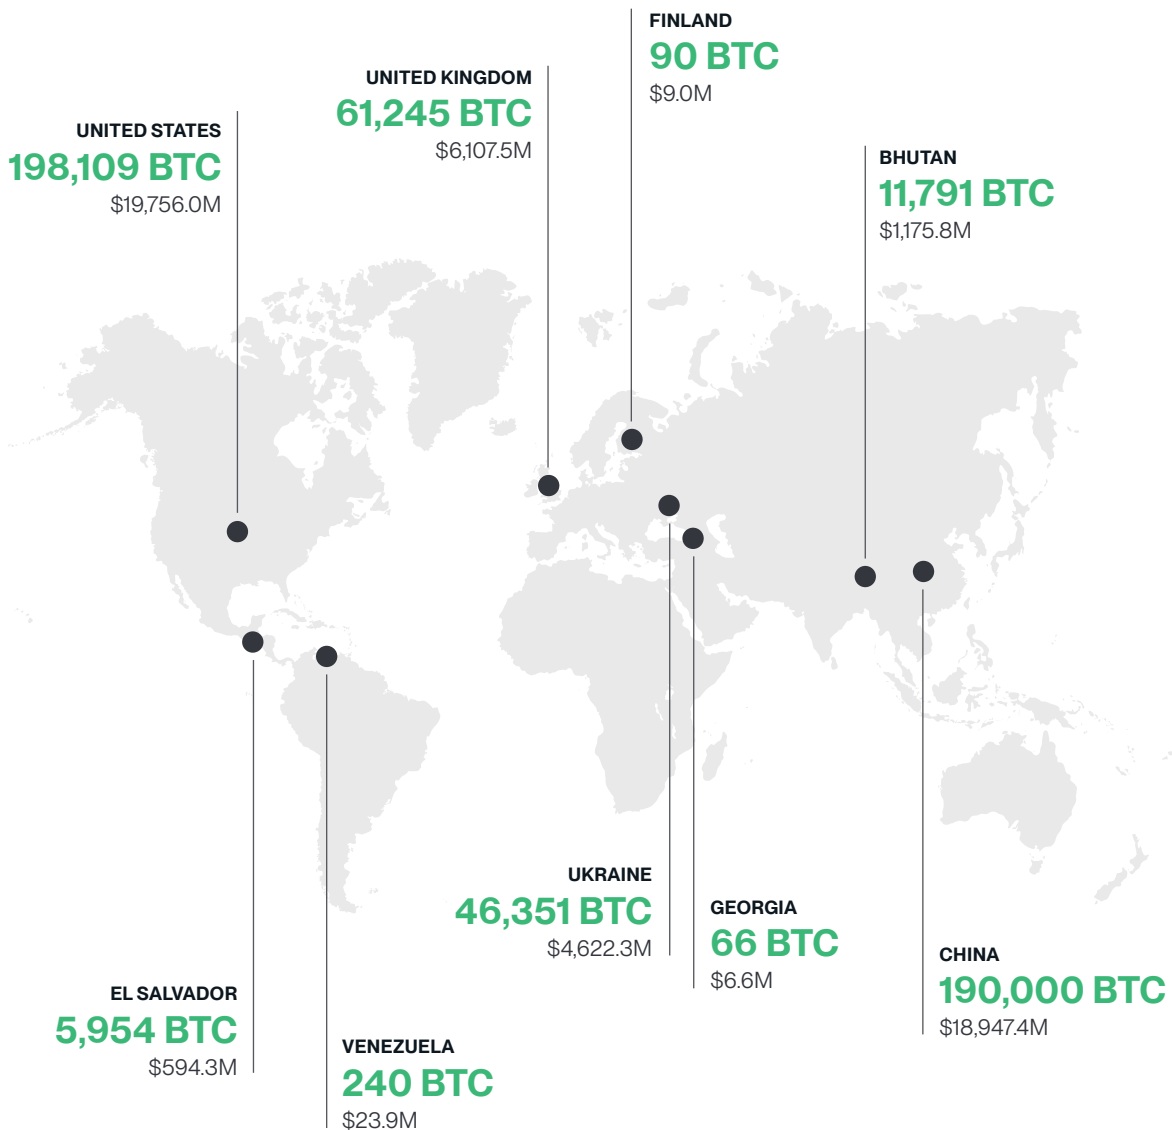 FINLAND
90 BTC
$9.0M
UNITED KINGDOM
61,245 BTC
$6,107.5M
UNITED STATES
198,109 BTC
$19,756.0M
BHUTAN
11,791 BTC
$1,175.8M
UKRAINE
46,351 BTC
$4,622.3M
GEORGIA
66 BTC
$6.6M
CHINA
190,000 BTC
$18,947.4M
EL SALVADOR
5,954 BTC
$594.3M
VENEZUELA
240 BTC
$23.9M